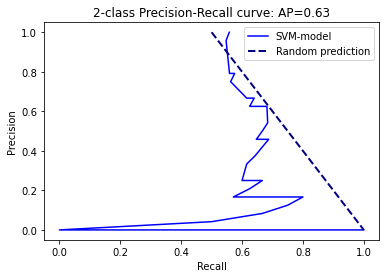 2-class Precision-Recall curve: AP=0.63
SVM-model
Random prediction
Precision
1.0
0.8
0.6
0.4
0.2
0.0
0.0 0.2 0.4 0.6 0.8 1.0
Recall